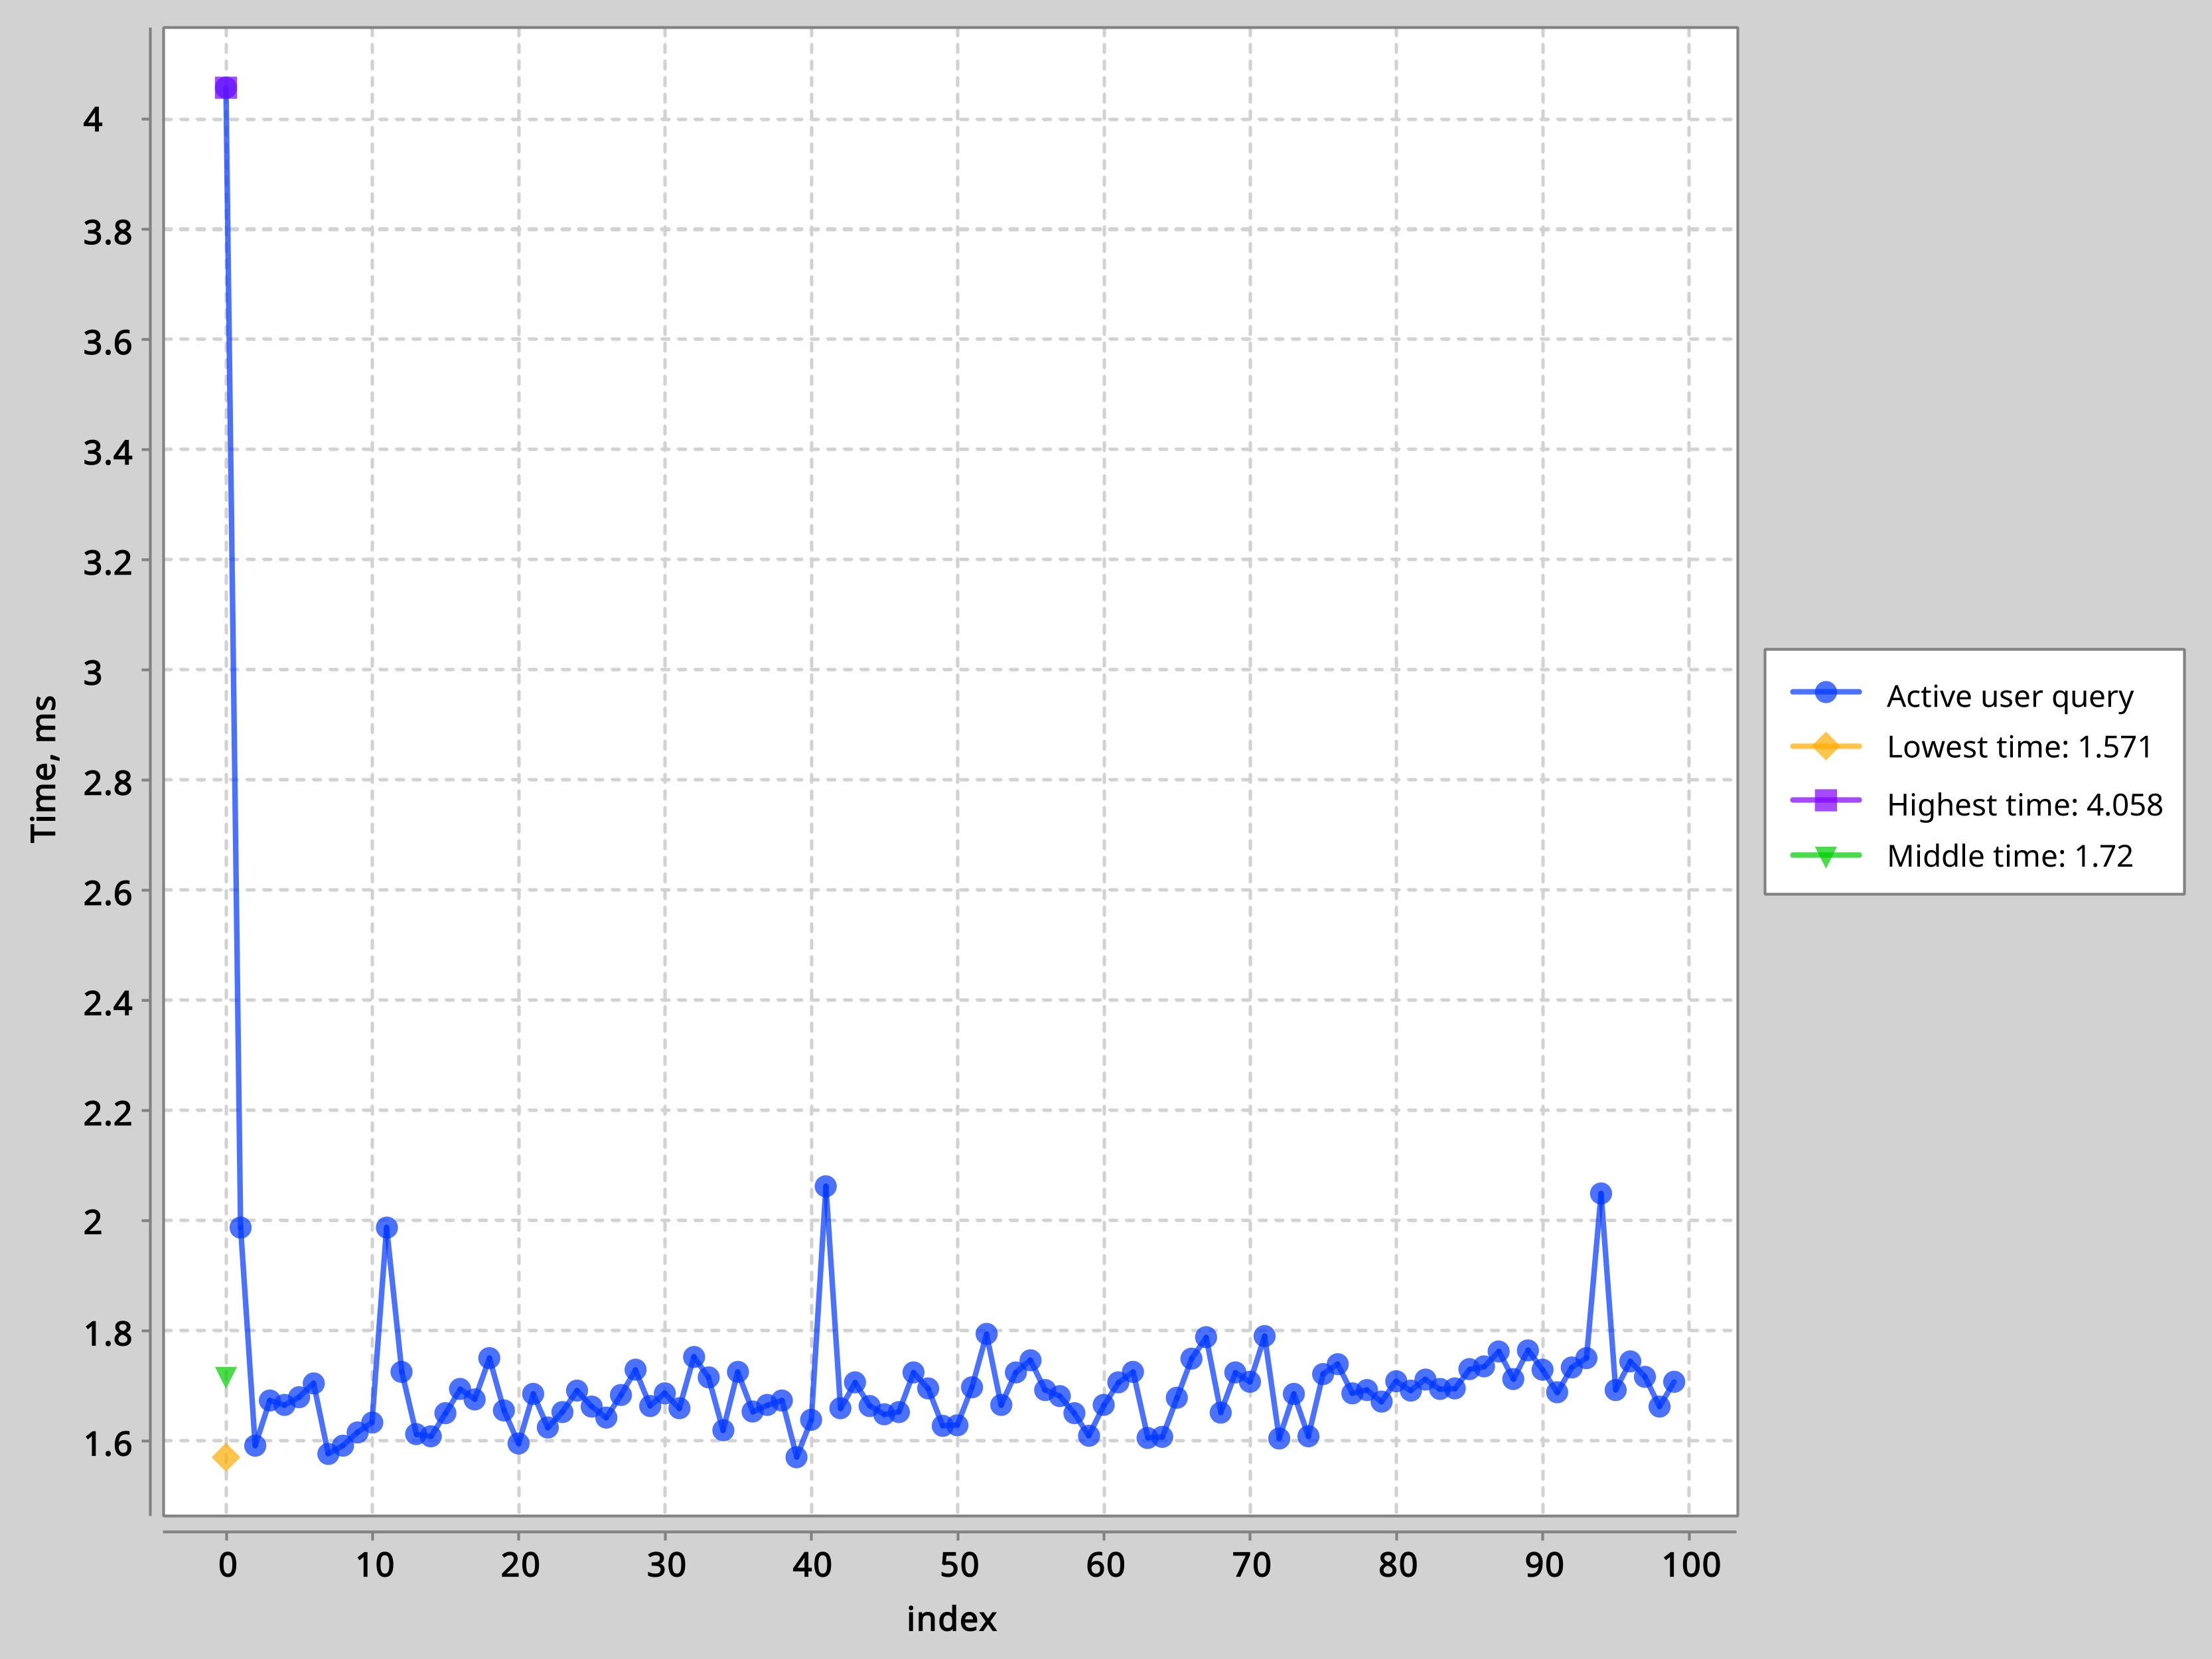 4
3.8
3.6
3.4
3.2
3
2.8
2.6
2.4
2.2
2
1.8
1.6
Time, ms
0 10 20 30 40 50 60 70 80 90 100
index
Active user query
Lowest time: 1.571
Highest time: 4.058
Middle time: 1.72